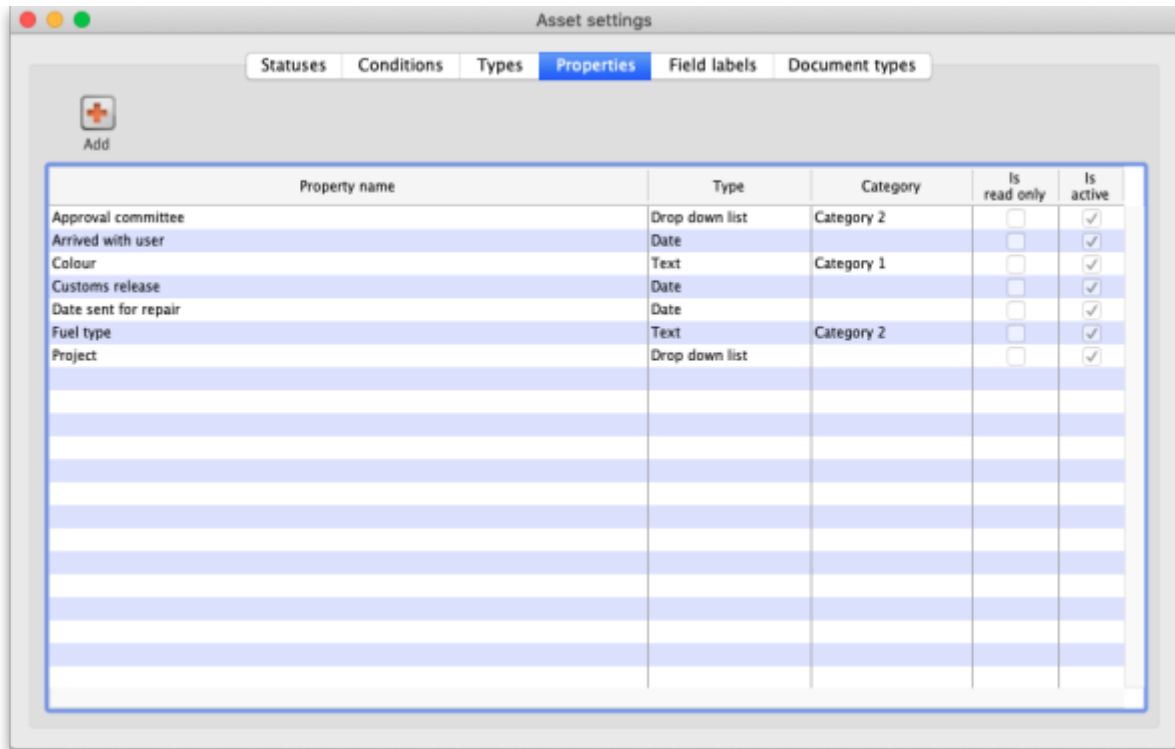 Asset settings
Statuses Conditions Types Properties Field labels Document types
Add
Property name Type Category Is read only Is active
Approval committee Drop down list Category 2
Arrived with user Date
Colour Text Category 1
Customs release Date
Date sent for repair Date
Fuel type Text Category 2
Project Drop down list